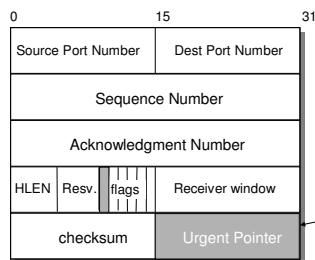 0 15 31
Source Port Number Dest Port Number
Sequence Number
Acknowledgment Number
HLEN Resv. flags Receiver window
checksum Urgent Pointer